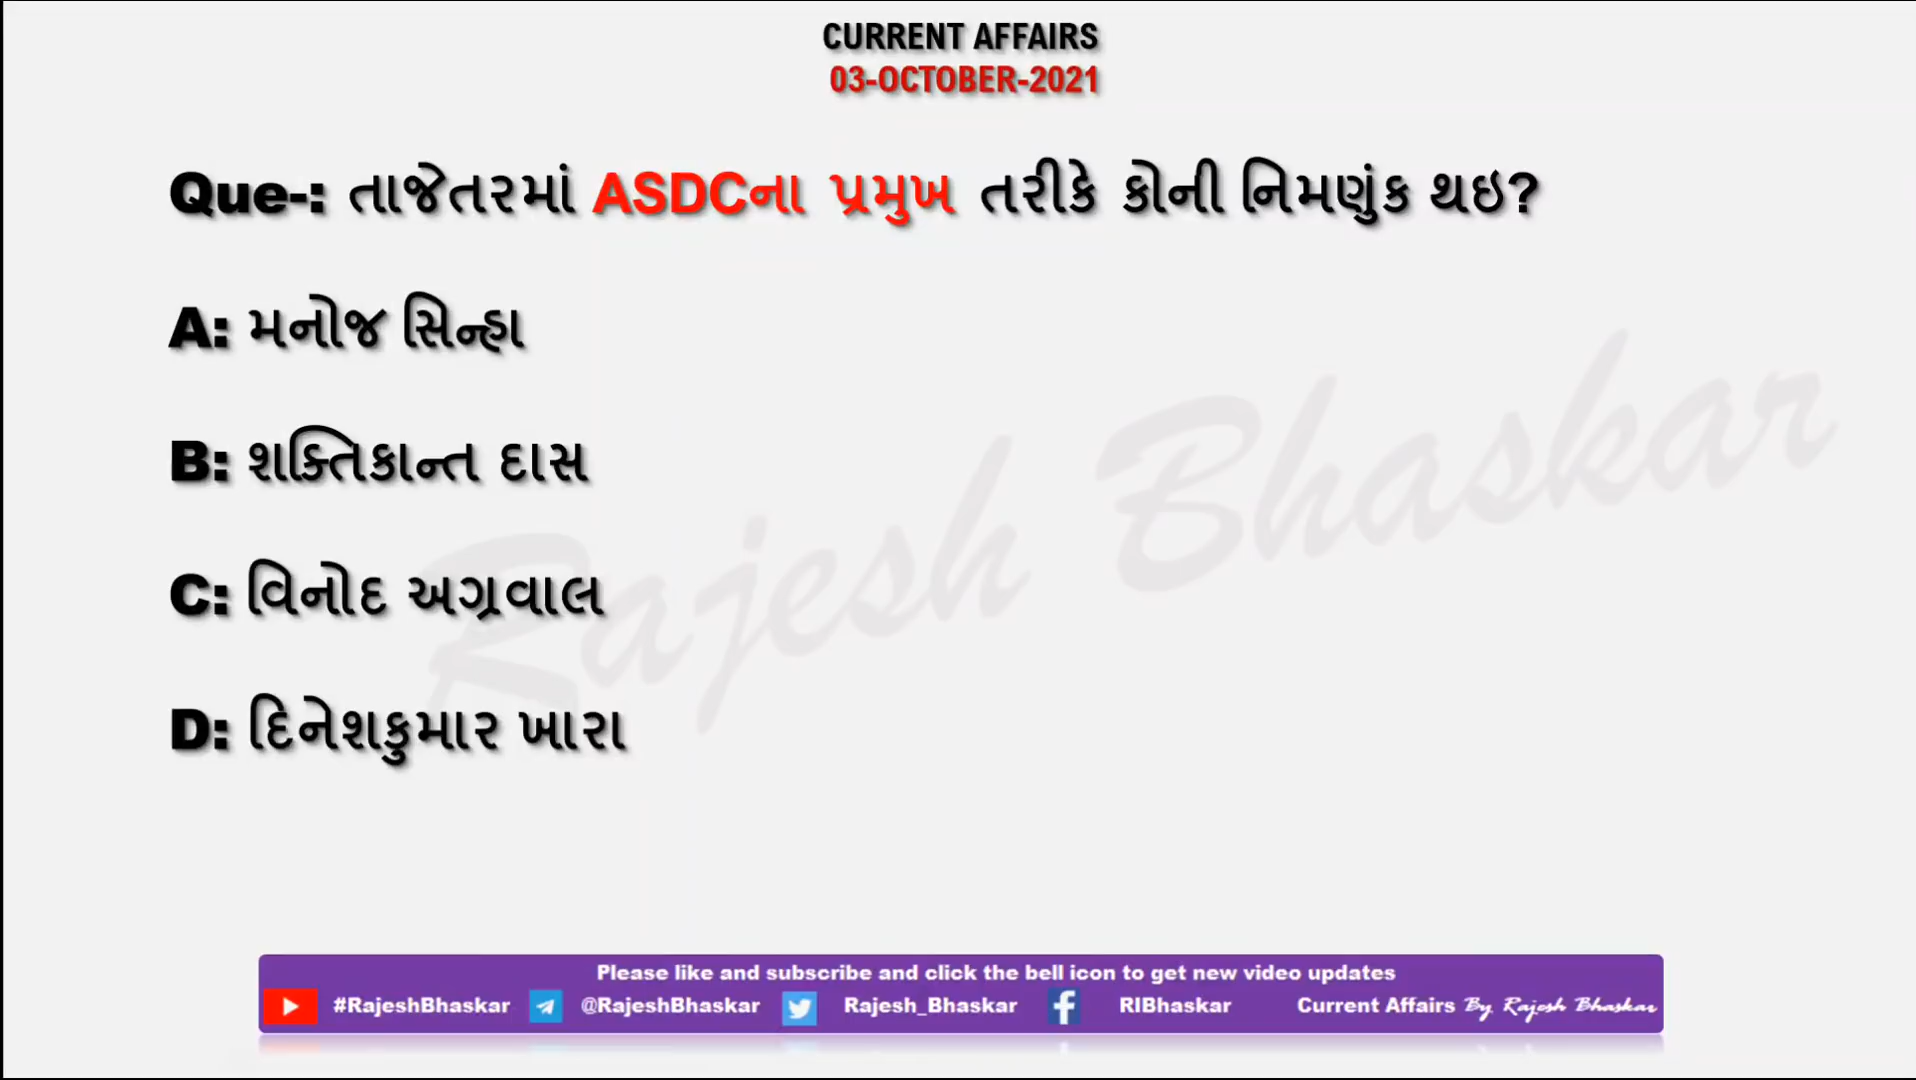 CURRENT AFFAIRS
03-OCTOBER-2021
Que-: તાજેતરમાં ASDCના પ્રમુખ તરીકે કોની નિમણુંક થઇ?
A: મનોજ સિન્હા
B: શક્તિકાન્ત દાસ
C: વિનોદ અગ્રવાલ
D: દિનેશકુમાર ખારા
Rajesh Bhaskar
Please like and subscribe and click the bell icon to get new video updates
#RajeshBhaskar @RajeshBhaskar Rajesh_Bhaskar RIBhaskar Current Affairs By Rajesh Bhaskar